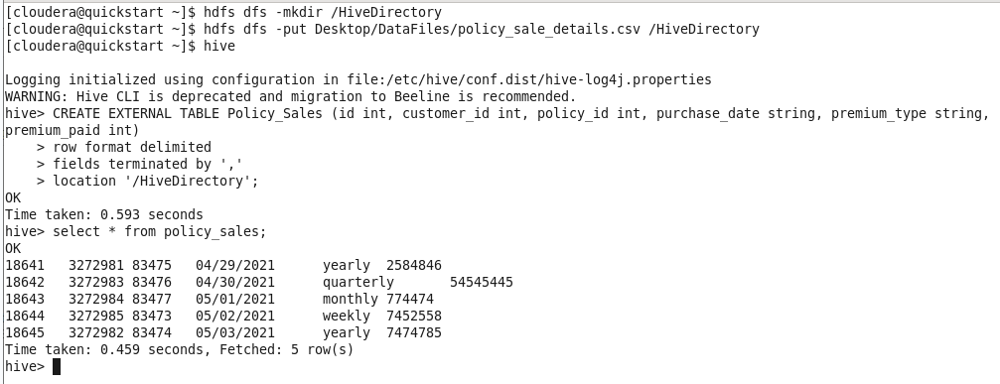 [cloudera@quickstart ~]$ hdfs dfs -mkdir /HiveDirectory
[cloudera@quickstart ~]$ hdfs dfs -put Desktop/DataFiles/policy_sale_details.csv /HiveDirectory
[cloudera@quickstart ~]$ hive
Logging initialized using configuration in file:/etc/hive/conf.dist/hive-log4j.properties
WARNING: Hive CLI is deprecated and migration to Beeline is recommended.
hive> CREATE EXTERNAL TABLE Policy_Sales (id int, customer_id int, policy_id int, purchase_date string, premium_type string,
premium_paid int)
    > row format delimited
    > fields terminated by ','
    > location '/HiveDirectory';
OK
Time taken: 0.593 seconds
hive> select * from policy_sales;
OK
18641   3272981 83475   04/29/2021      yearly  2584846
18642   3272983 83476   04/30/2021      quarterly       54545445
18643   3272984 83477   05/01/2021      monthly 774474
18644   3272985 83473   05/02/2021      weekly  7452558
18645   3272982 83474   05/03/2021      yearly  7474785
Time taken: 0.459 seconds, Fetched: 5 row(s)
hive>